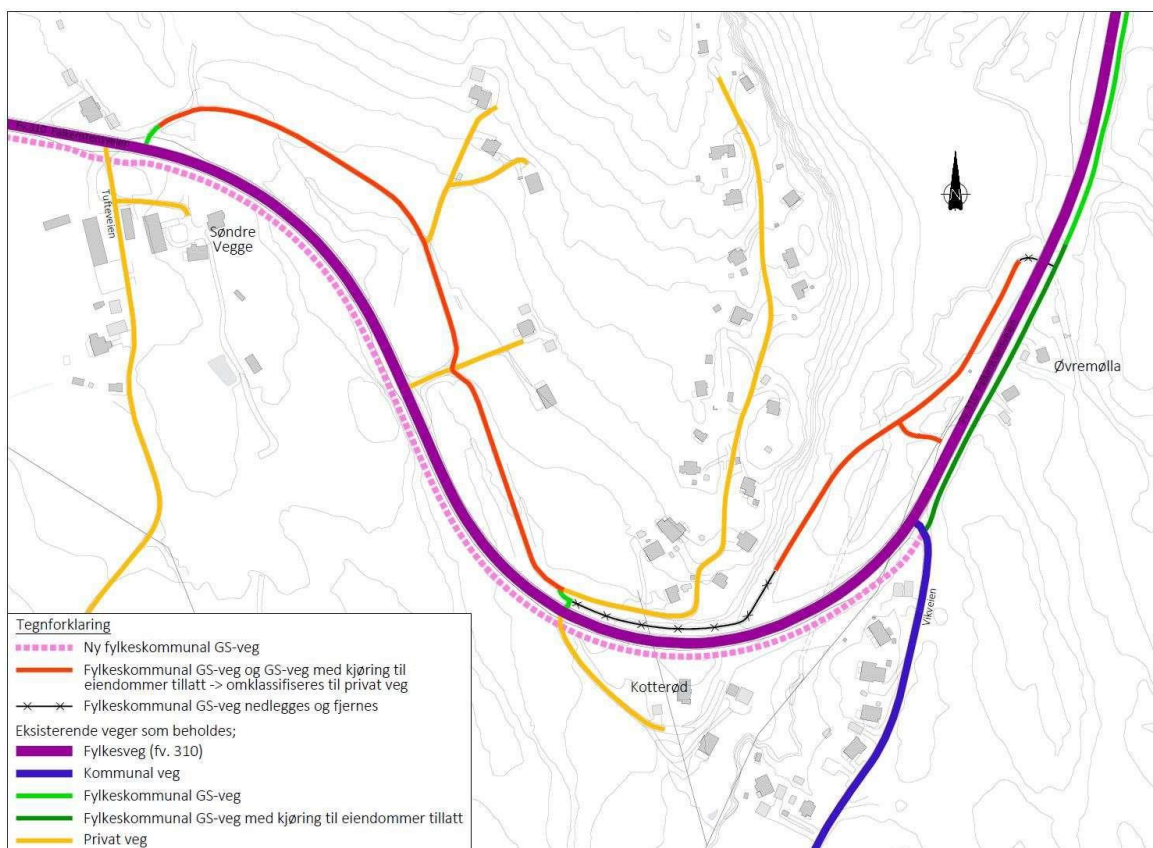 Fv 310
Tufteveien
Søndre
Vegge
N
Øvremølla
Kotterød
Vikveien
Tegnforklaring
Ny fylkeskommunal GS-veg
Fylkeskommunal GS-veg og GS-veg med kjøring til
eiendommer tillatt -> omklassifiseres til privat veg
Fylkeskommunal GS-veg nedlegges og fjernes
Eksisterende veger som beholdes;
Fylkesveg (fv. 310)
Kommunal veg
Fylkeskommunal GS-veg
Fylkeskommunal GS-veg med kjøring til eiendommer tillatt
Privat veg